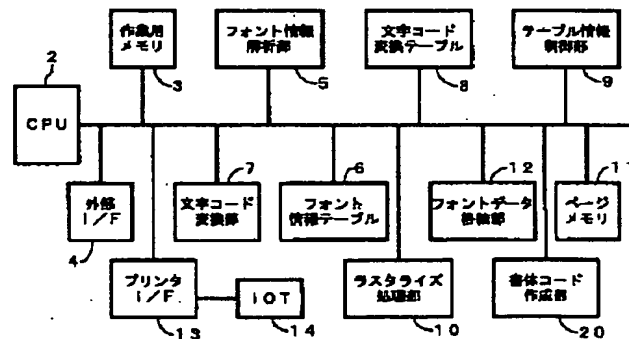 2
CPU
作業用
メモリ
3
フォント情報
解析部
5
文字コード
変換テーブル
8
テーブル情報
制御部
9
外部
I/F
4
文字コード
変換部
7
フォント
情報テーブル
6
フォントデータ
格納部
12
ページ
メモリ
11
プリンタ
I/F
13
IOT
14
ラスタライズ
処理部
10
書体コード
作成部
20